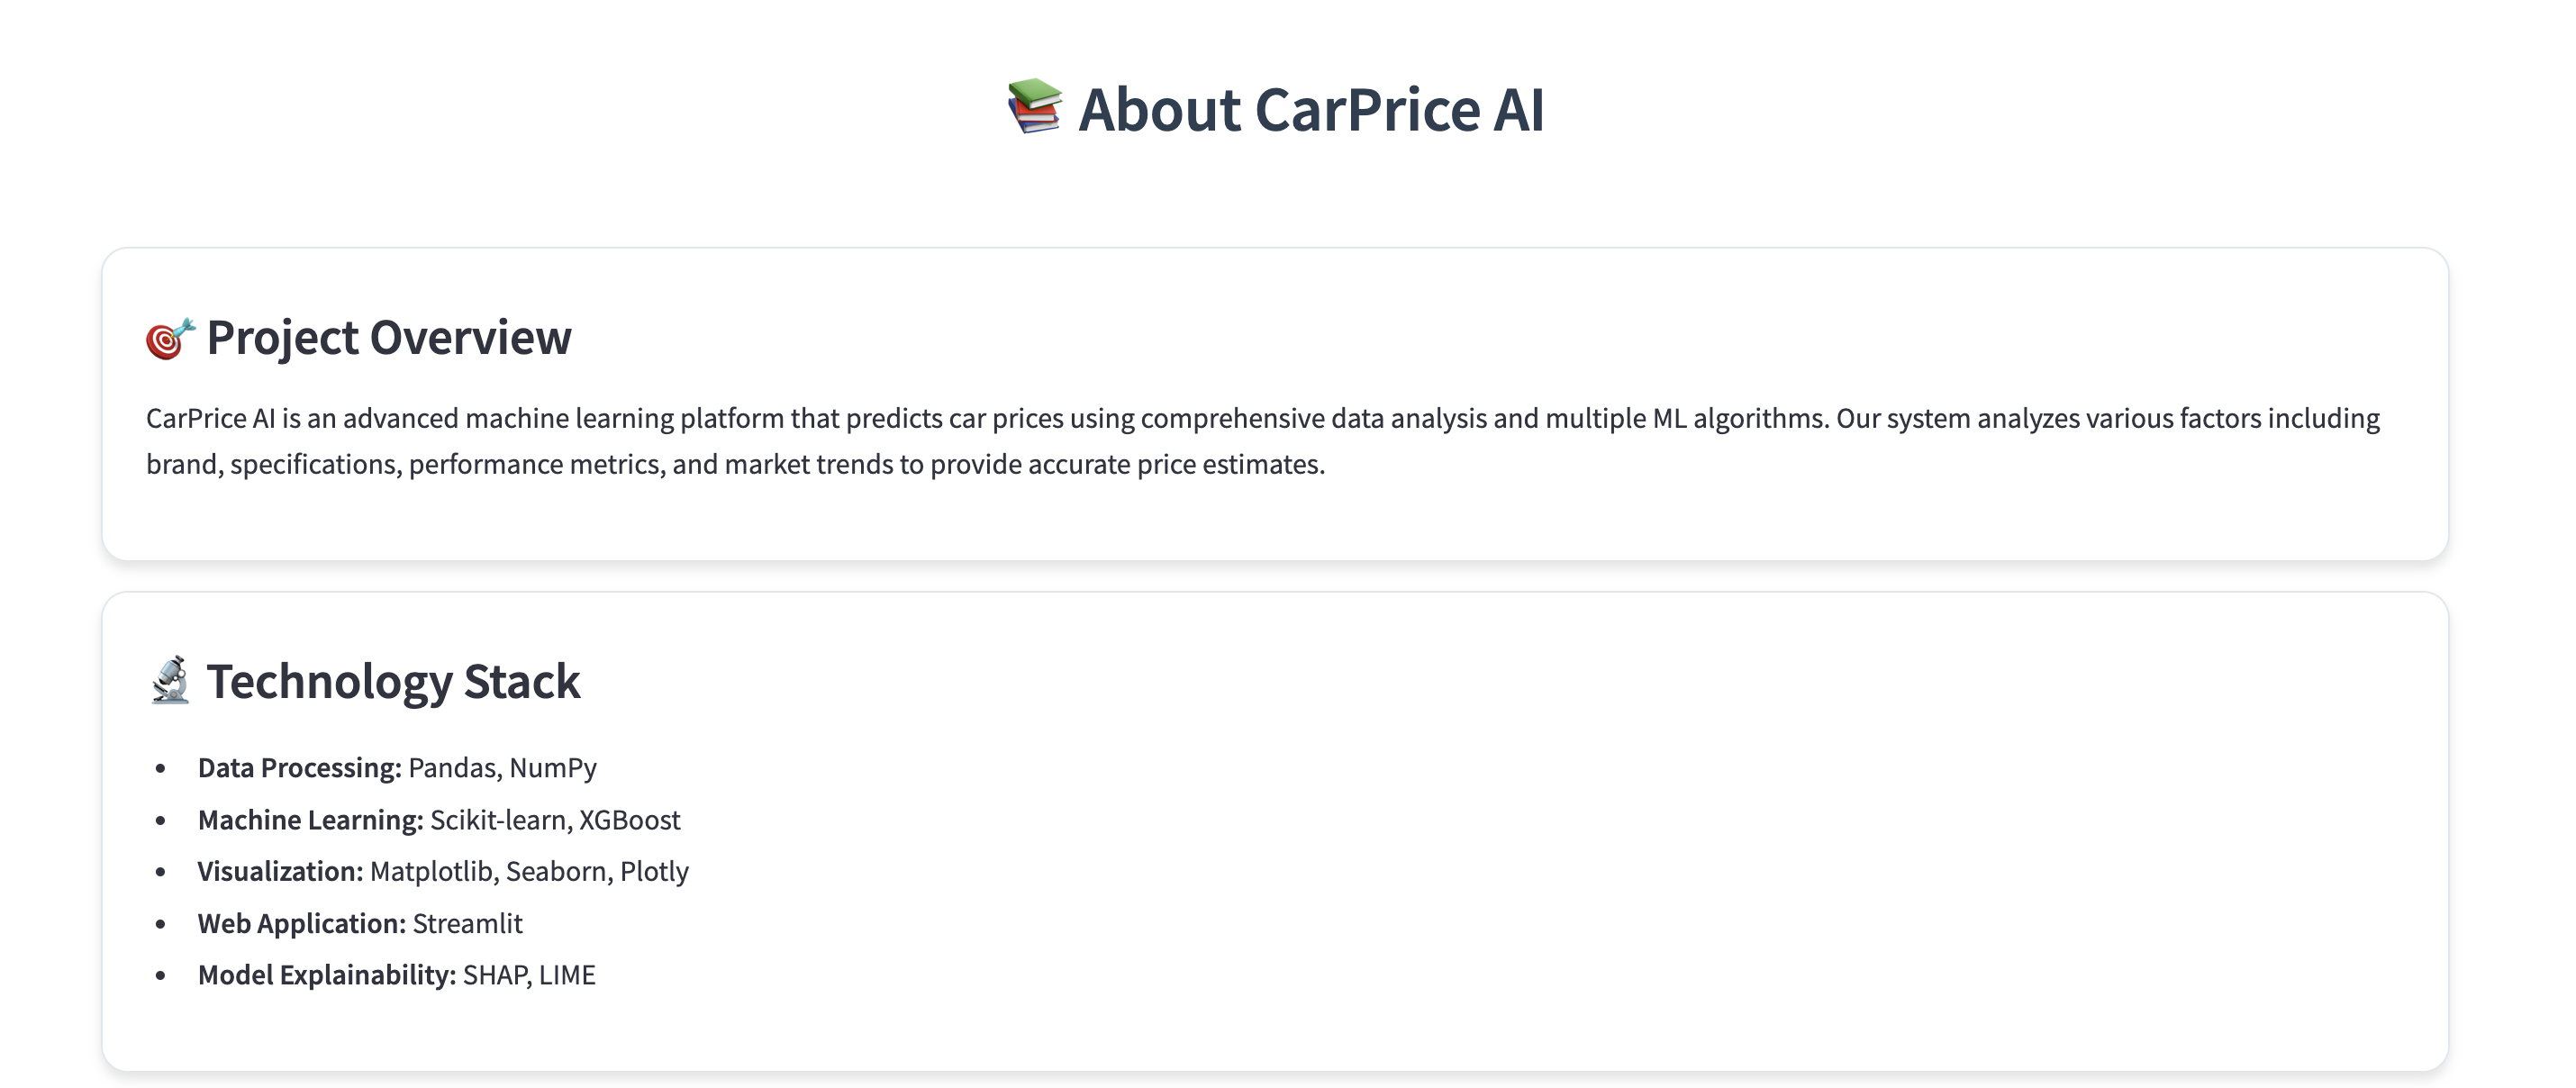 📚 About CarPrice AI
🎯 Project Overview
CarPrice AI is an advanced machine learning platform that predicts car prices using comprehensive data analysis and multiple ML algorithms. Our system analyzes various factors including
brand, specifications, performance metrics, and market trends to provide accurate price estimates.
🔬 Technology Stack
• Data Processing: Pandas, NumPy
• Machine Learning: Scikit-learn, XGBoost
• Visualization: Matplotlib, Seaborn, Plotly
• Web Application: Streamlit
• Model Explainability: SHAP, LIME